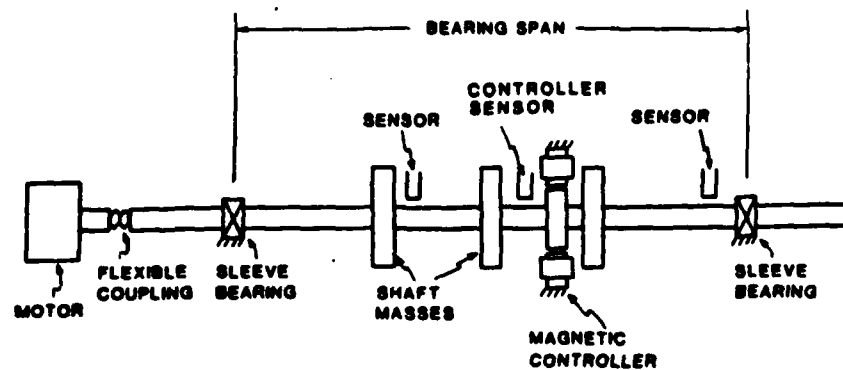 BEARING SPAN
CONTROLLER
SENSOR
SENSOR
SENSOR
MOTOR
FLEXIBLE
COUPLING
SLEEVE
BEARING
SHAFT
MASSES
MAGNETIC
CONTROLLER
SLEEVE
BEARING